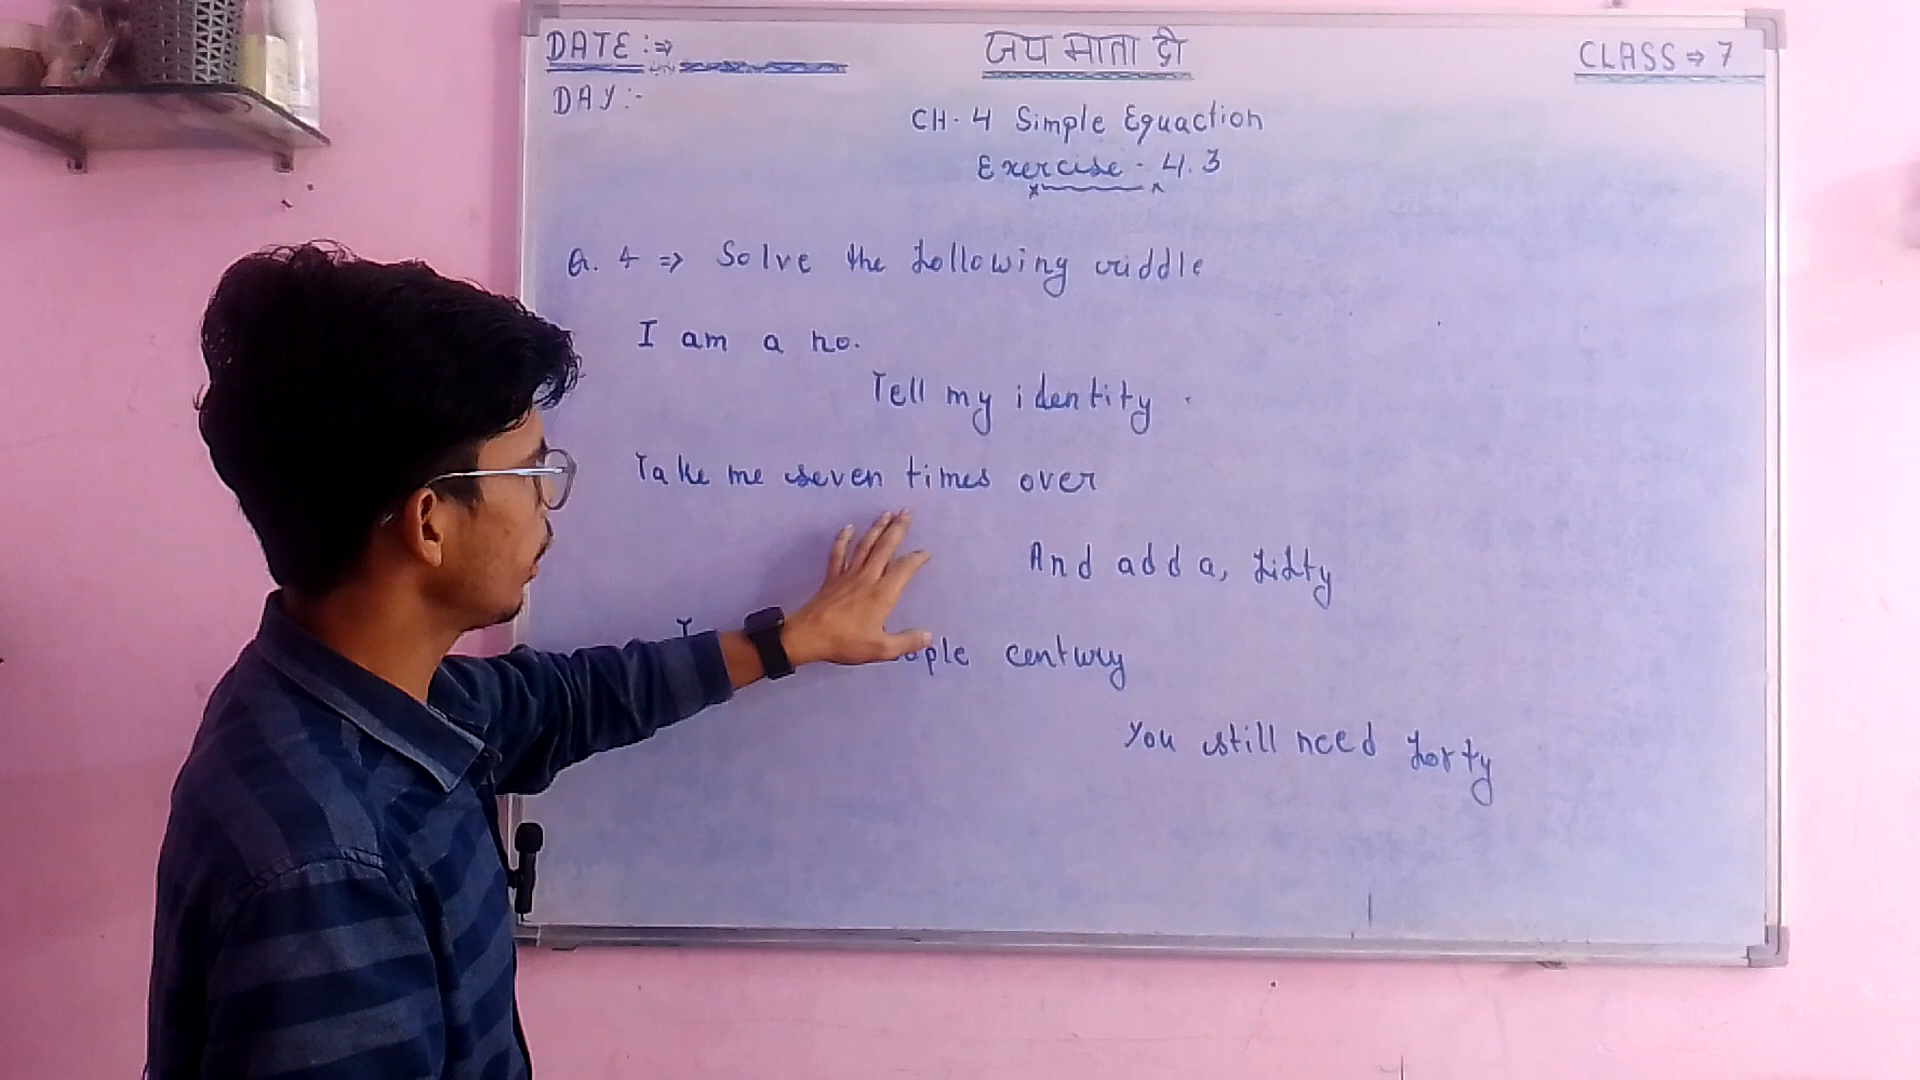 DATE :⇒
जय माता दी
CLASS ⇒ 7
DAY :-
CH - 4 Simple Equaction
Exercise - 4.3
Q. 4 ⇒ Solve the following riddle
I am a no.
Tell my identity .
Take me seven times over
And add a, fifty
century
You still need forty